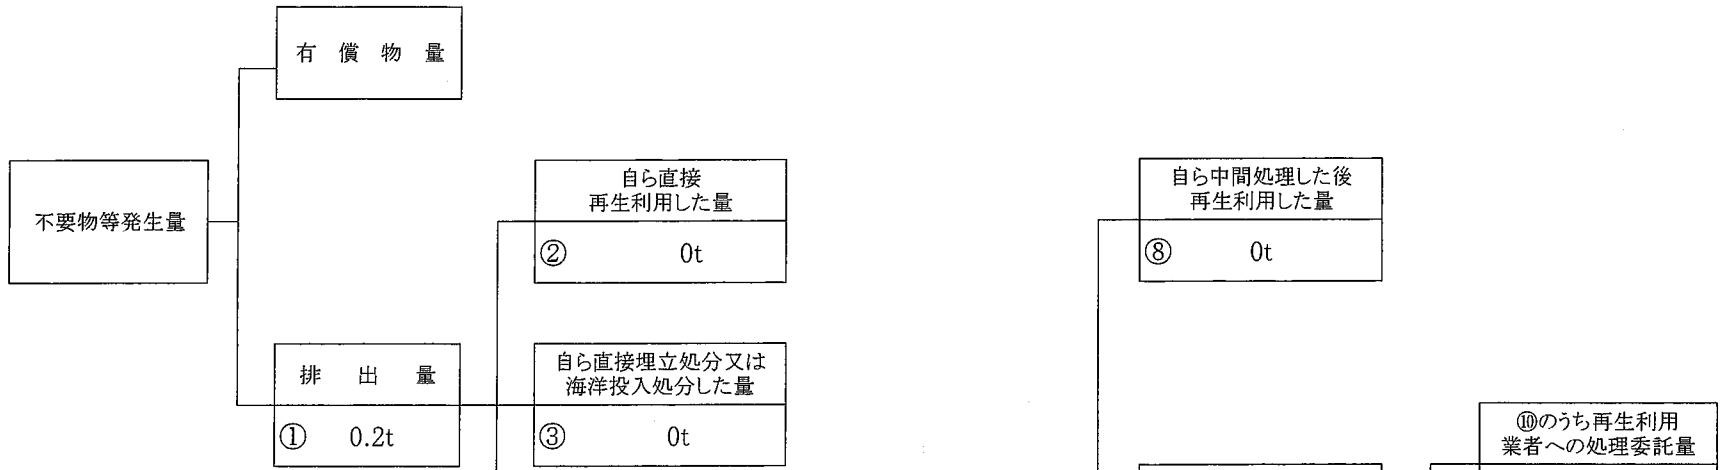 有償物量
不要物等発生量
自ら直接
再生利用した量
② 0t
自ら中間処理した後
再生利用した量
⑧ 0t
排出量
① 0.2t
自ら直接埋立処分又は
海洋投入処分した量
③ 0t
⑩のうち再生利用
業者への処理委託量